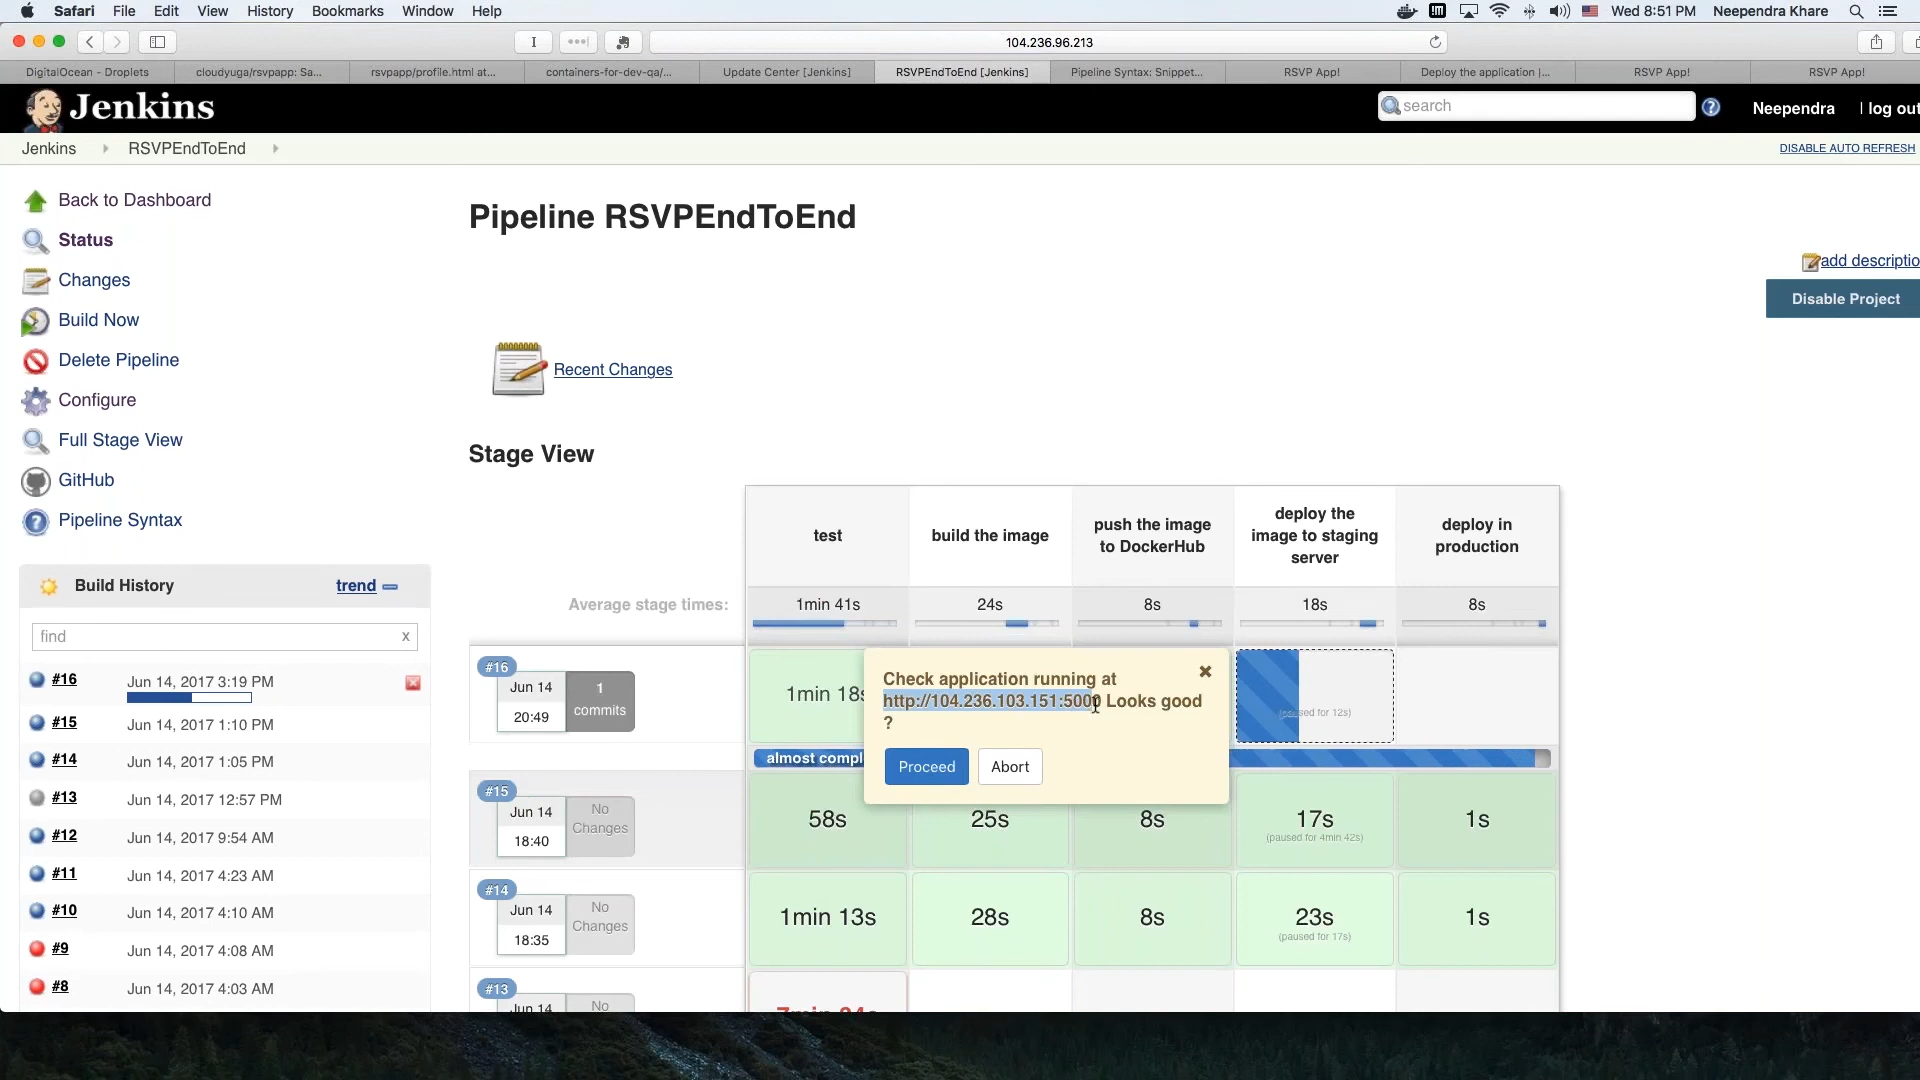 Safari File Edit View History Bookmarks Window Help Wed 8:51 PM Neependra Khare
104.236.96.213
DigitalOcean - Droplets cloudyuga/rsvpapp: Sa... rsvpapp/profile.html at... containers-for-dev-qa/... Update Center [Jenkins] RSVPEndToEnd [Jenkins] Pipeline Syntax: Snippet... RSVP App! Deploy the application |... RSVP App! RSVP App!
Jenkins search ? Neependra | log out
Jenkins RSVPEndToEnd DISABLE AUTO REFRESH
Back to Dashboard
Status
Changes
Build Now
Delete Pipeline
Configure
Full Stage View
GitHub
Pipeline Syntax
Build History trend
find x
#16 Jun 14, 2017 3:19 PM
#15 Jun 14, 2017 1:10 PM
#14 Jun 14, 2017 1:05 PM
#13 Jun 14, 2017 12:57 PM
#12 Jun 14, 2017 9:54 AM
#11 Jun 14, 2017 4:23 AM
#10 Jun 14, 2017 4:10 AM
#9 Jun 14, 2017 4:08 AM
#8 Jun 14, 2017 4:03 AM
Pipeline RSVPEndToEnd
add descriptio
Disable Project
Recent Changes
Stage View
test build the image push the image to DockerHub deploy the image to staging server deploy in production
Average stage times: 1min 41s 24s 8s 18s 8s
#16
Jun 14
20:49
1
commits
1min 18s
(paused for 12s)
almost compl
Check application running at
http://104.236.103.151:5000 Looks good
?
Proceed Abort
#15
Jun 14
18:40
No
Changes
58s 25s 8s 17s 1s
(paused for 4min 42s)
#14
Jun 14
18:35
No
Changes
1min 13s 28s 8s 23s 1s
(paused for 17s)
#13
Jun 14
No